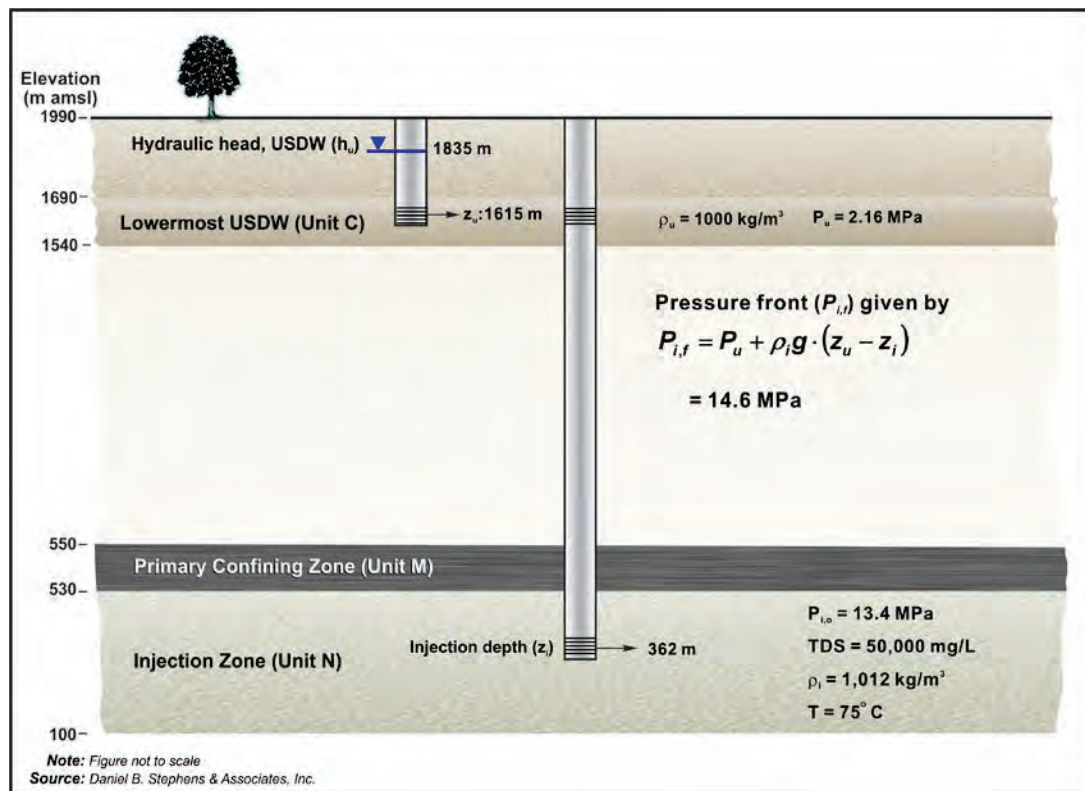 Elevation
(m amsl)
1990
Hydraulic head, USDW (hᵤ)
1835 m
1690
Lowermost USDW (Unit C)
zᵤ:1615 m
ρᵤ = 1000 kg/m³ Pᵤ = 2.16 MPa
1540
Pressure front (Pᵢ,f) given by
Pᵢ,f = Pᵤ + ρᵢg·(zᵤ − zᵢ)
= 14.6 MPa
550
Primary Confining Zone (Unit M)
530
Pᵢ,ₒ = 13.4 MPa
Injection depth (zᵢ)
362 m
TDS = 50,000 mg/L
Injection Zone (Unit N)
ρᵢ = 1,012 kg/m³
T = 75° C
100
Note: Figure not to scale
Source: Daniel B. Stephens & Associates, Inc.